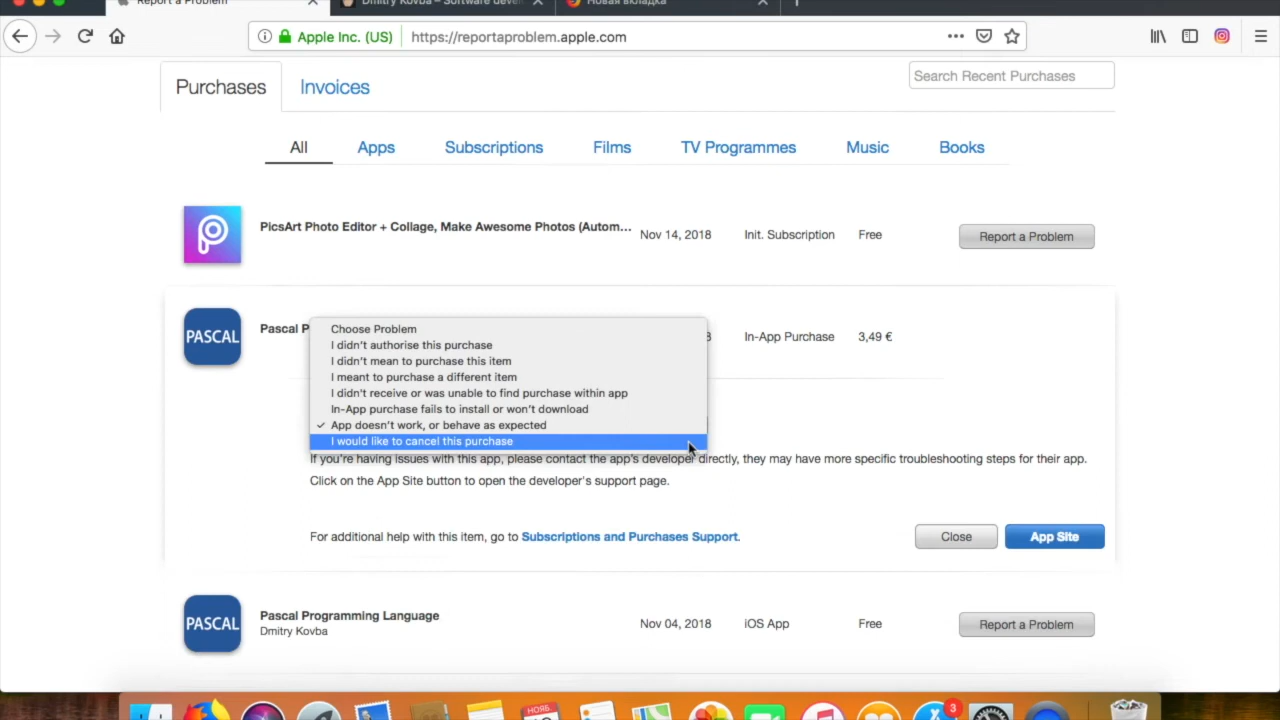 Report a Problem
Dmitry Kovba – Software devel
Новая вкладка
Apple Inc. (US)
https://reportaproblem.apple.com
Purchases
Invoices
Search Recent Purchases
All
Apps
Subscriptions
Films
TV Programmes
Music
Books
PicsArt Photo Editor + Collage, Make Awesome Photos (Autom...
Nov 14, 2018
Init. Subscription
Free
Report a Problem
PASCAL
Pascal P
8
In-App Purchase
3,49 €
Choose Problem
I didn't authorise this purchase
I didn't mean to purchase this item
I meant to purchase a different item
I didn't receive or was unable to find purchase within app
In-App purchase fails to install or won't download
✓ App doesn't work, or behave as expected
I would like to cancel this purchase
If you're having issues with this app, please contact the app's developer directly, they may have more specific troubleshooting steps for their app.
Click on the App Site button to open the developer's support page.
For additional help with this item, go to Subscriptions and Purchases Support.
Close
App Site
PASCAL
Pascal Programming Language
Dmitry Kovba
Nov 04, 2018
iOS App
Free
Report a Problem
НОЯБ.
3